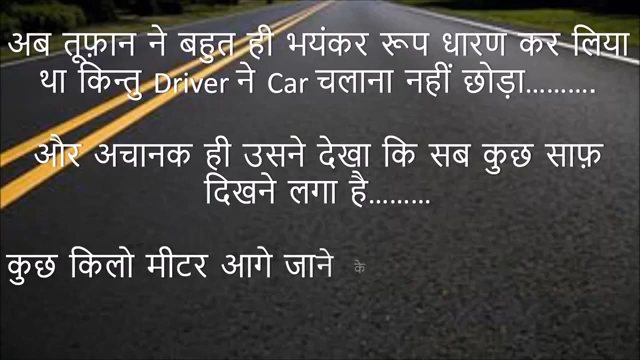 अब तूफ़ान ने बहुत ही भयंकर रूप धारण कर लिया
था किन्तु Driver ने Car चलाना नहीं छोड़ा……….
और अचानक ही उसने देखा कि सब कुछ साफ़
दिखने लगा है………
कुछ किलो मीटर आगे जाने के